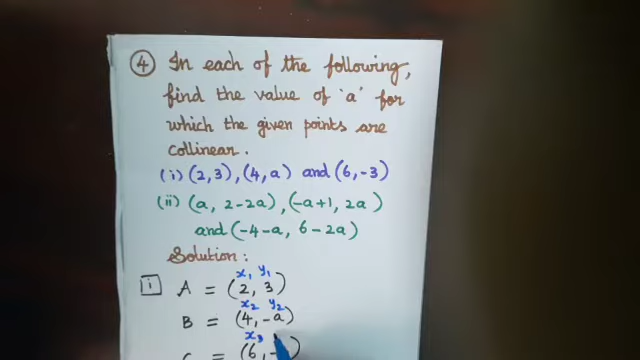 ④ In each of the following,
find the value of 'a' for
which the given points are
collinear.
(i) (2,3), (4, a) and (6, -3)
(ii) (a, 2-2a), (-a+1, 2a)
and (-4-a, 6-2a)
Solution:
x₁ y₁
i A = (2, 3)
x₂ y₂
B = (4, -a)
x₃
C = (6, -